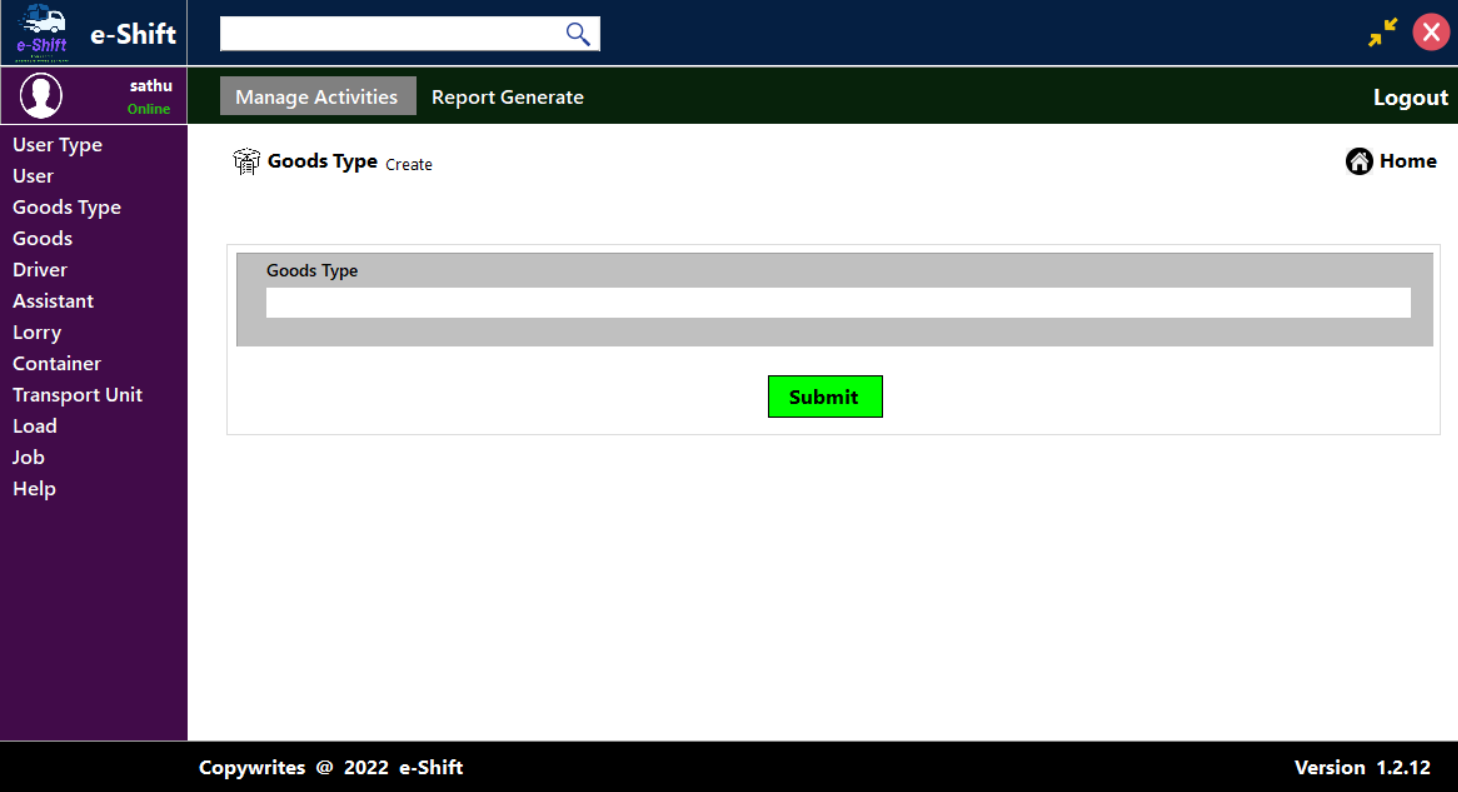 e-Shift
e-Shift
sathu
Online
Manage Activities Report Generate Logout
User Type
User
Goods Type
Goods
Driver
Assistant
Lorry
Container
Transport Unit
Load
Job
Help
Goods Type Create
Home
Goods Type
Submit
Copywrites @ 2022 e-Shift
Version 1.2.12